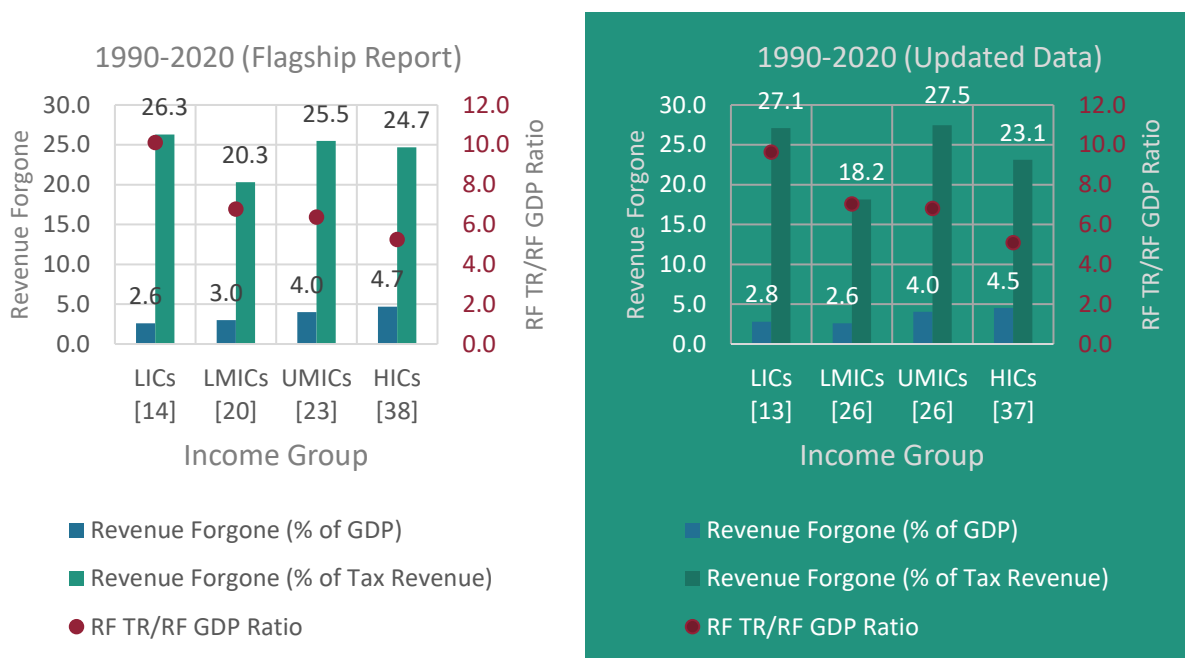 1990-2020 (Flagship Report)
Revenue Forgone
30.0
25.0
20.0
15.0
10.0
5.0
0.0
26.3
20.3
25.5
24.7
2.6
3.0
4.0
4.7
12.0
10.0
8.0
6.0
4.0
2.0
0.0
RF TR/RF GDP Ratio
LICs
[14]
LMICs
[20]
UMICs
[23]
HICs
[38]
Income Group
Revenue Forgone (% of GDP)
Revenue Forgone (% of Tax Revenue)
RF TR/RF GDP Ratio
1990-2020 (Updated Data)
Revenue Forgone
30.0
25.0
20.0
15.0
10.0
5.0
0.0
27.1
18.2
27.5
23.1
2.8
2.6
4.0
4.5
12.0
10.0
8.0
6.0
4.0
2.0
0.0
RF TR/RF GDP Ratio
LICs
[13]
LMICs
[26]
UMICs
[26]
HICs
[37]
Income Group
Revenue Forgone (% of GDP)
Revenue Forgone (% of Tax Revenue)
RF TR/RF GDP Ratio